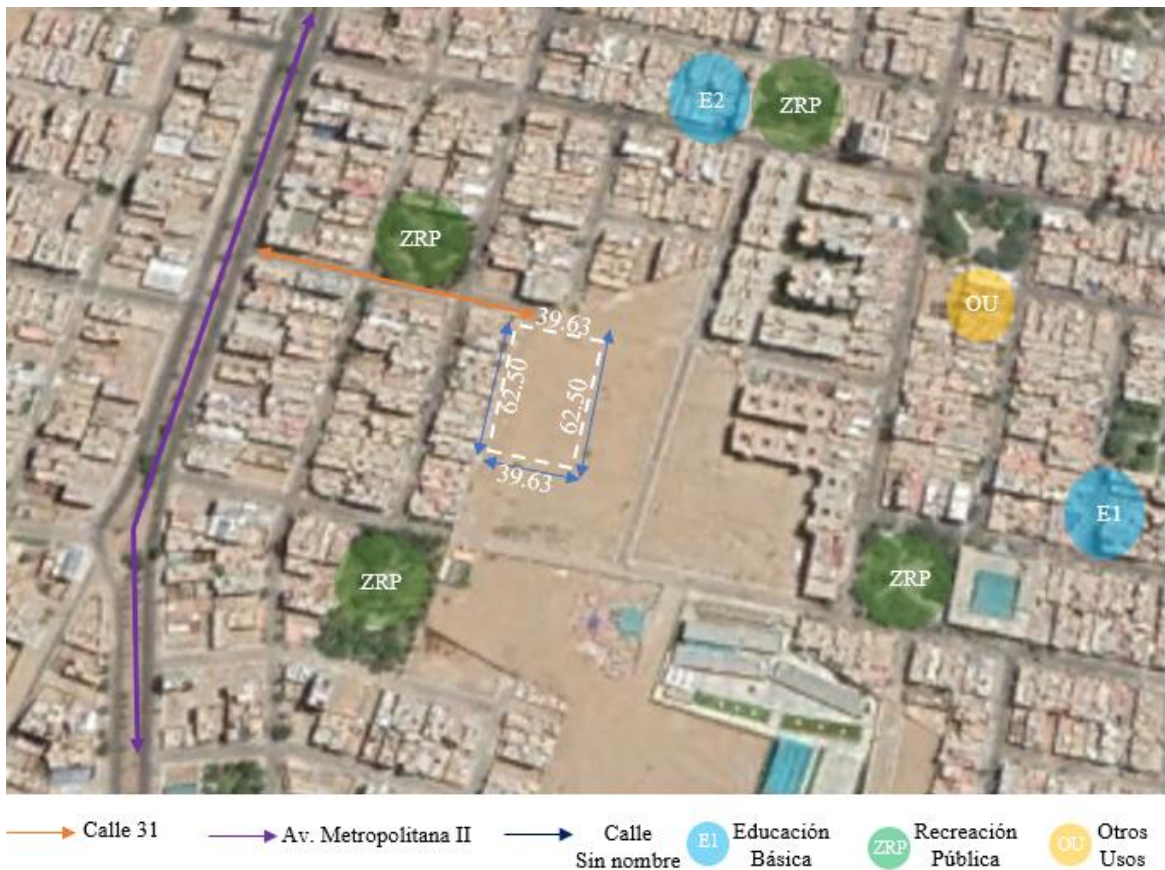 E2
ZRP
ZRP
OU
39.63
62.50
62.50
39.63
E1
ZRP
ZRP
Calle 31
Av. Metropolitana II
Calle
Sin nombre
E1
Educación
Básica
ZRP
Recreación
Pública
OU
Otros
Usos